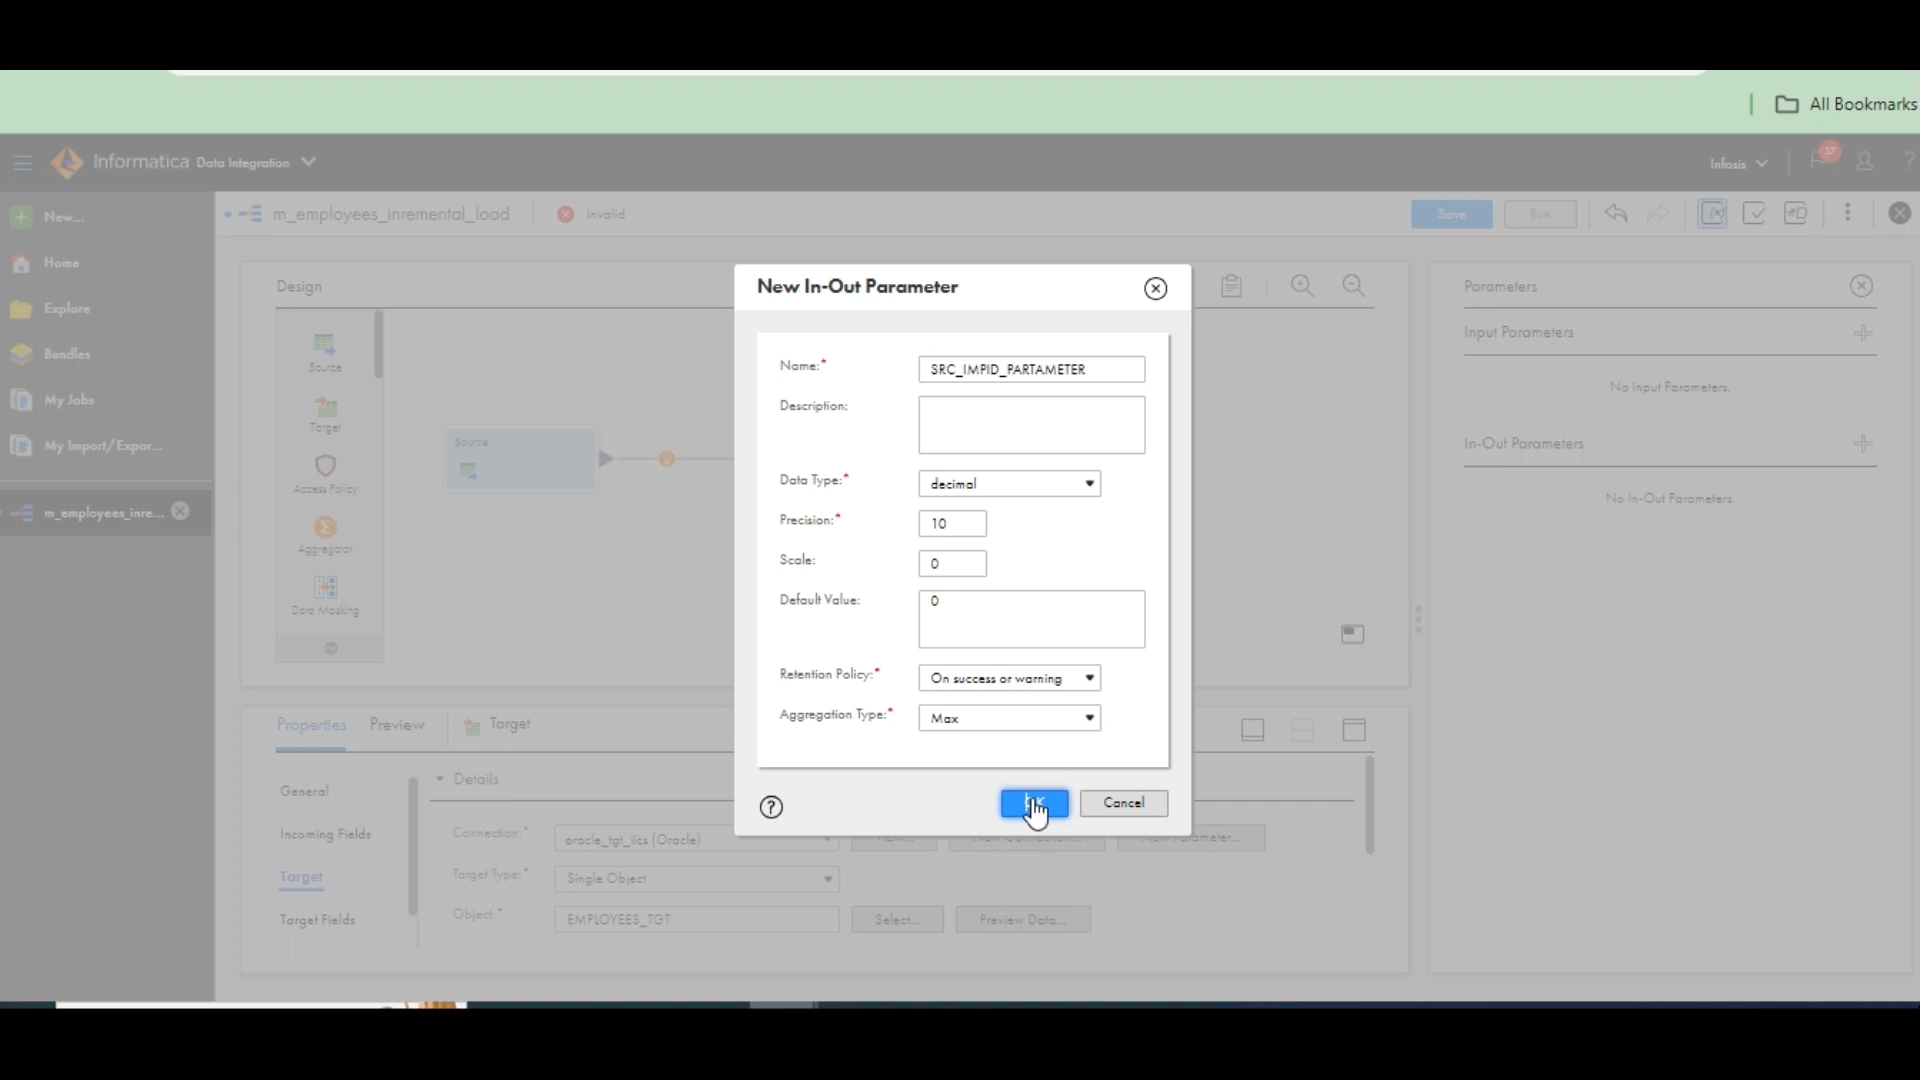 All Bookmarks
Informatica Data Integration
Infosis
17
?
New...
Home
Explore
Bundles
My Jobs
My Import/Expor...
m_employees_inre...
m_employees_inremental_load
Invalid
Save
Run
Design
Source
Target
Access Policy
Aggregator
Data Masking
Source
New In-Out Parameter
Name:*
SRC_IMPID_PARTAMETER
Description:
Data Type:*
decimal
Precision:*
10
Scale:
0
Default Value:
0
Retention Policy:*
On success or warning
Aggregation Type:*
Max
?
OK
Cancel
Parameters
Input Parameters
No Input Parameters.
In-Out Parameters
No In-Out Parameters.
Properties
Preview
Target
General
Incoming Fields
Target
Target Fields
Details
Connection:*
oracle_tgt_iics (Oracle)
Target Type:*
Single Object
Object:*
EMPLOYEES_TGT
Select...
Preview Data...